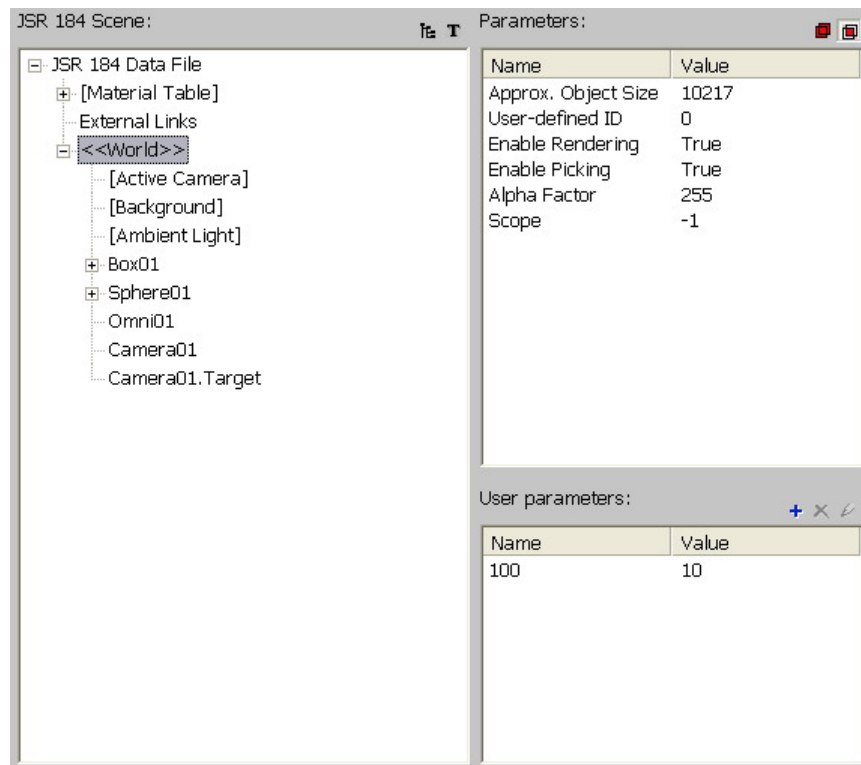 JSR 184 Scene:
T
JSR 184 Data File
[Material Table]
External Links
<<World>>
[Active Camera]
[Background]
[Ambient Light]
Box01
Sphere01
Omni01
Camera01
Camera01.Target
Parameters:
Name Value
Approx. Object Size 10217
User-defined ID 0
Enable Rendering True
Enable Picking True
Alpha Factor 255
Scope -1
User parameters:
Name Value
100 10